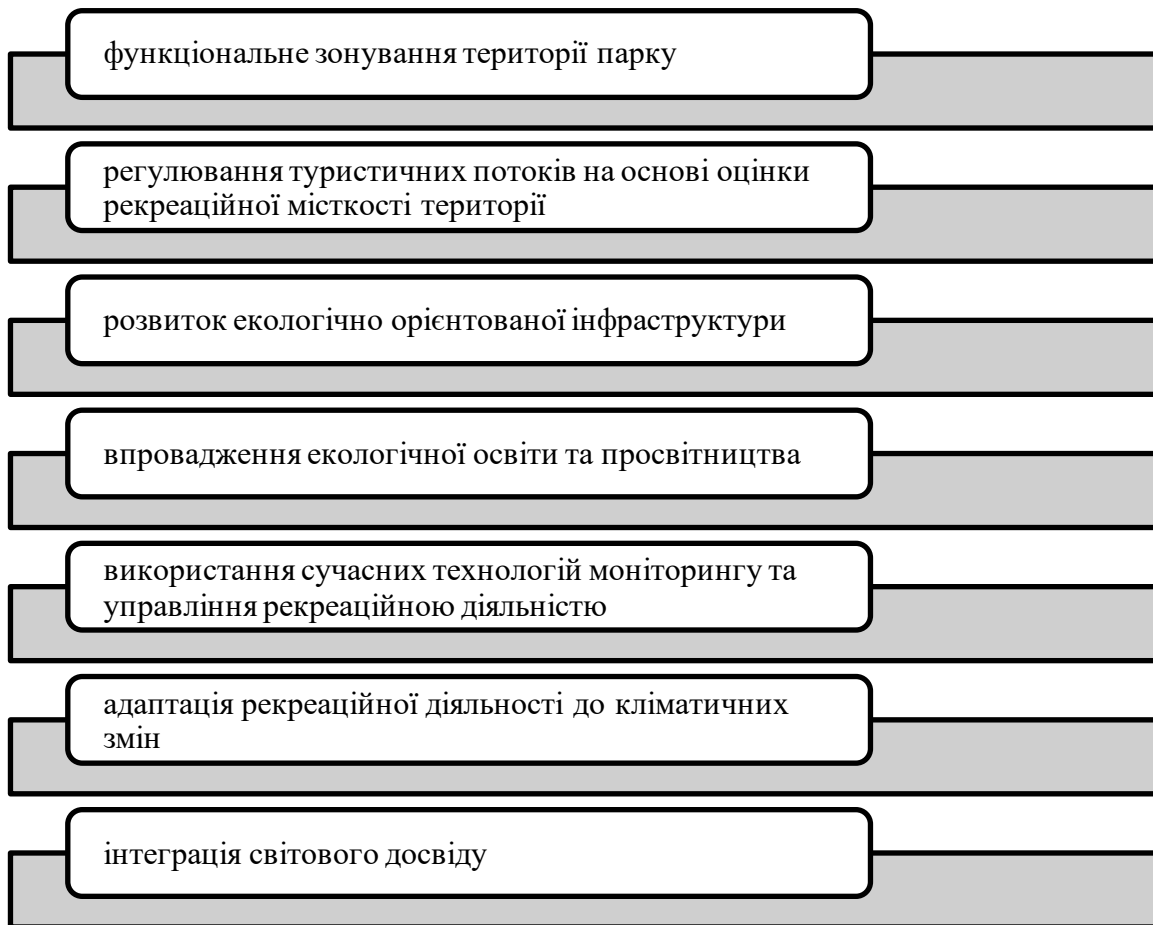 функціональне зонування території парку
регулювання туристичних потоків на основі оцінки
рекреаційної місткості території
розвиток екологічно орієнтованої інфраструктури
впровадження екологічної освіти та просвітництва
використання сучасних технологій моніторингу та
управління рекреаційною діяльністю
адаптація рекреаційної діяльності до кліматичних
змін
інтеграція світового досвіду